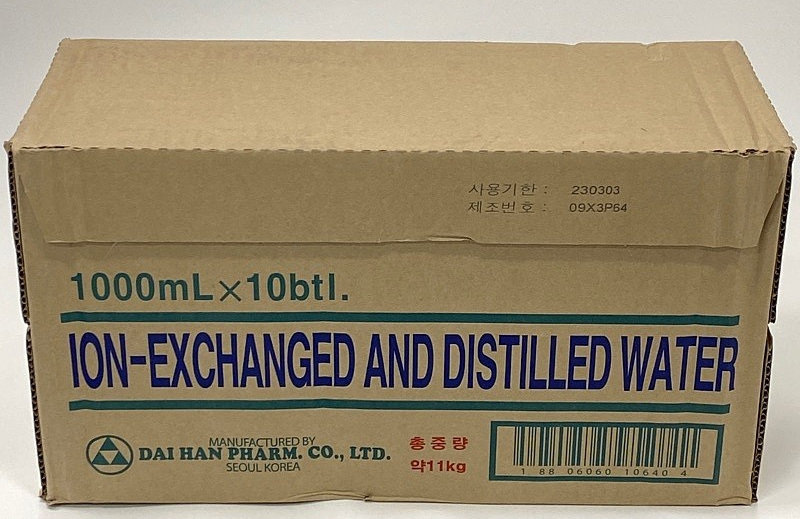 사용기한 : 230303
제조번호 : 09X3P64
1000mL×10btl.
ION-EXCHANGED AND DISTILLED WATER
MANUFACTURED BY
DAI HAN PHARM. CO., LTD.
SEOUL KOREA
총중량
약11kg
1 88 06060 10640 4